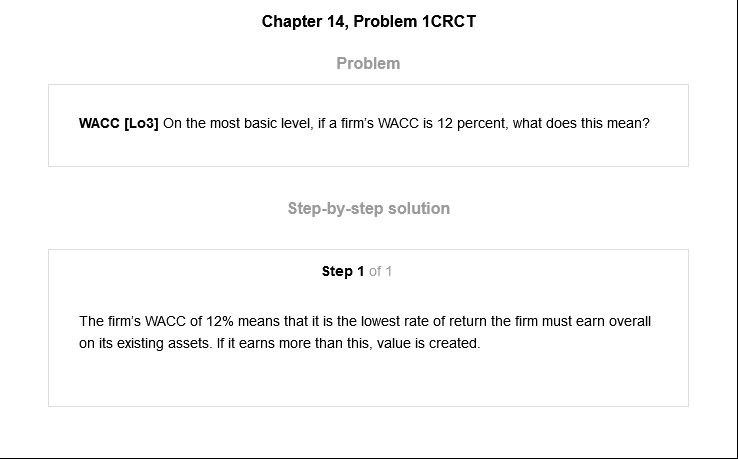 Chapter 14, Problem 1CRCT
Problem
WACC [Lo3] On the most basic level, if a firm's WACC is 12 percent, what does this mean?
Step-by-step solution
Step 1 of 1
The firm's WACC of 12% means that it is the lowest rate of return the firm must earn overall
on its existing assets. If it earns more than this, value is created.